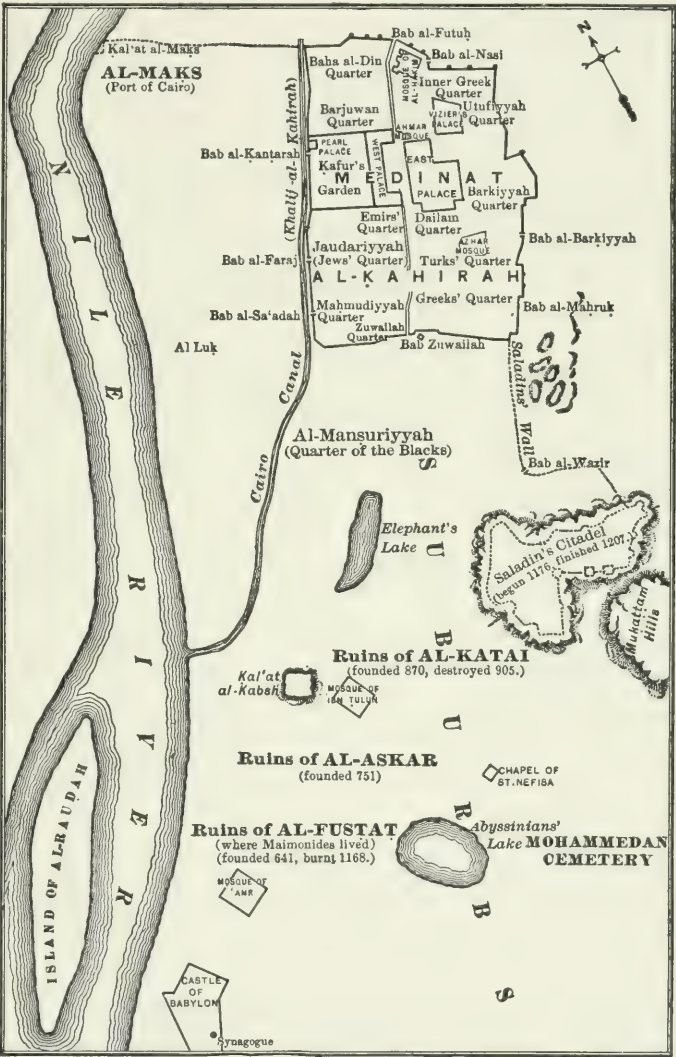 Bab al-Futuh
Kal'at al-Maks
AL-MAKS
(Port of Cairo)
Baha al-Din
Quarter
MOSQUE OF
AL-HAKIM
Bab al-Nasi
Inner Greek
Quarter
Utufiyyah
Quarter
VIZIER'S
PALACE
Barjuwan
Quarter
AHMAR
MOSQUE
(Khalij-al-Kahirah)
Bab al-Kantarah
PEARL
PALACE
Kafur's
Garden
WEST PALACE
EAST
PALACE
MEDINAT
Barkiyyah
Quarter
Emirs'
Quarter
Dailam
Quarter
Bab al-Faraj
Jaudariyyah
(Jews' Quarter)
AZHAR
MOSQUE
Turks' Quarter
Bab al-Barkiyyah
AL-KAHIRAH
Bab al-Sa'adah
Mahmudiyyah
Quarter
Greeks' Quarter
Bab al-Mahruk
Zuwailah
Quarter
Bab Zuwailah
Al Luk
Saladins' Wall
Cairo Canal
Al-Mansuriyyah
(Quarter of the Blacks)
Bab al-Wazir
Elephant's
Lake
Saladin's Citadel
(begun 1176, finished 1207.)
Mukattam
Hills
NILE RIVER
SUBURBS
Ruins of AL-KATAI
(founded 870, destroyed 905.)
Kal'at
al-Kabsh
MOSQUE OF
IBN TULUN
Ruins of AL-ASKAR
(founded 751)
CHAPEL OF
ST. NEFISA
Ruins of AL-FUSTAT
(where Maimonides lived)
(founded 641, burnt 1168.)
Abyssinians'
Lake
MOHAMMEDAN
CEMETERY
MOSQUE OF
'AMR
ISLAND OF AL-RAUDAH
CASTLE
OF
BABYLON
Synagogue
N